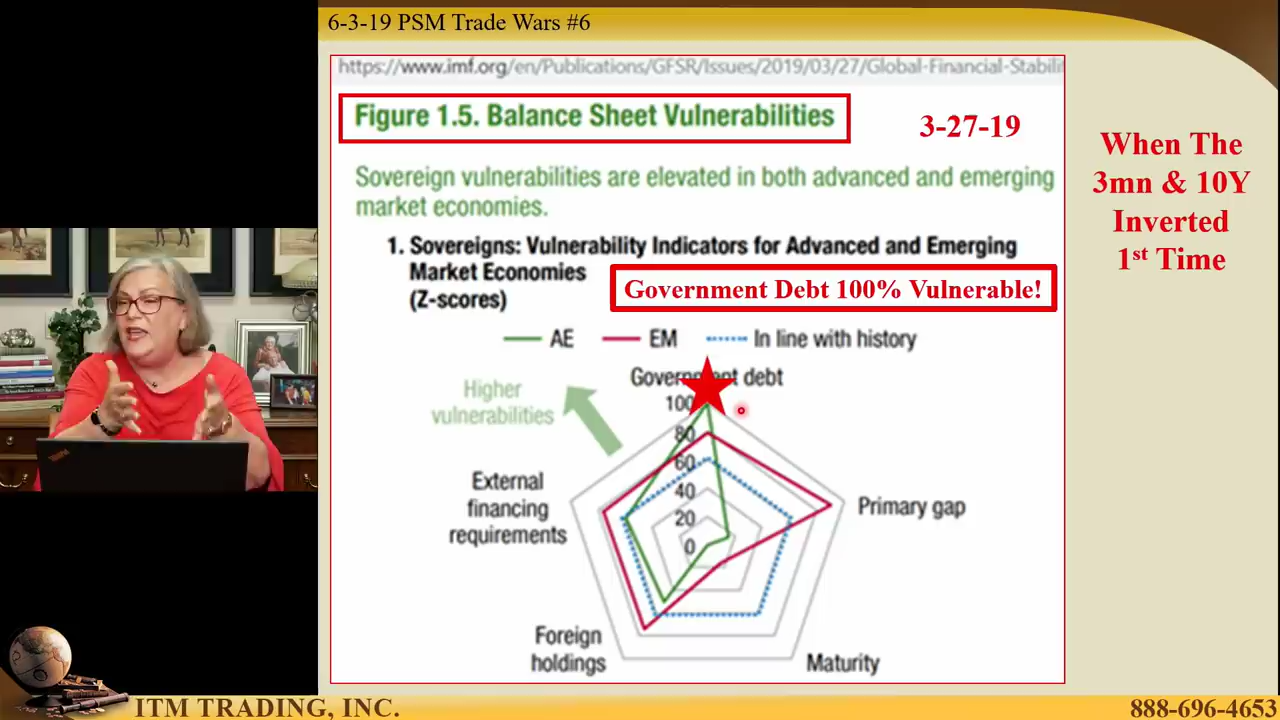 6-3-19 PSM Trade Wars #6
https://www.imf.org/en/Publications/GFSR/Issues/2019/03/27/Global-Financial-Stabili
Figure 1.5. Balance Sheet Vulnerabilities
3-27-19
Sovereign vulnerabilities are elevated in both advanced and emerging
market economies.
1. Sovereigns: Vulnerability Indicators for Advanced and Emerging
Market Economies
(Z-scores)
Government Debt 100% Vulnerable!
AE EM In line with history
Government debt
Higher
vulnerabilities
100
80
60
40
20
0
External
financing
requirements
Primary gap
Foreign
holdings
Maturity
When The
3mn & 10Y
Inverted
1st Time
ThinkPad
ITM TRADING, INC.
888-696-4653